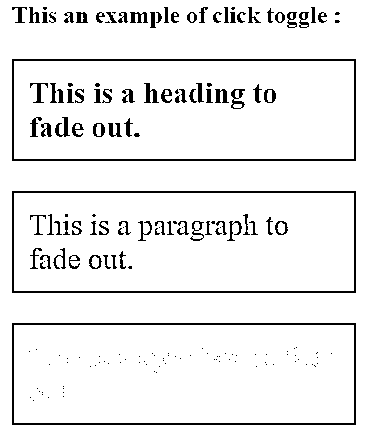 This an example of click toggle :
This is a heading to
fade out.
This is a paragraph to
fade out.